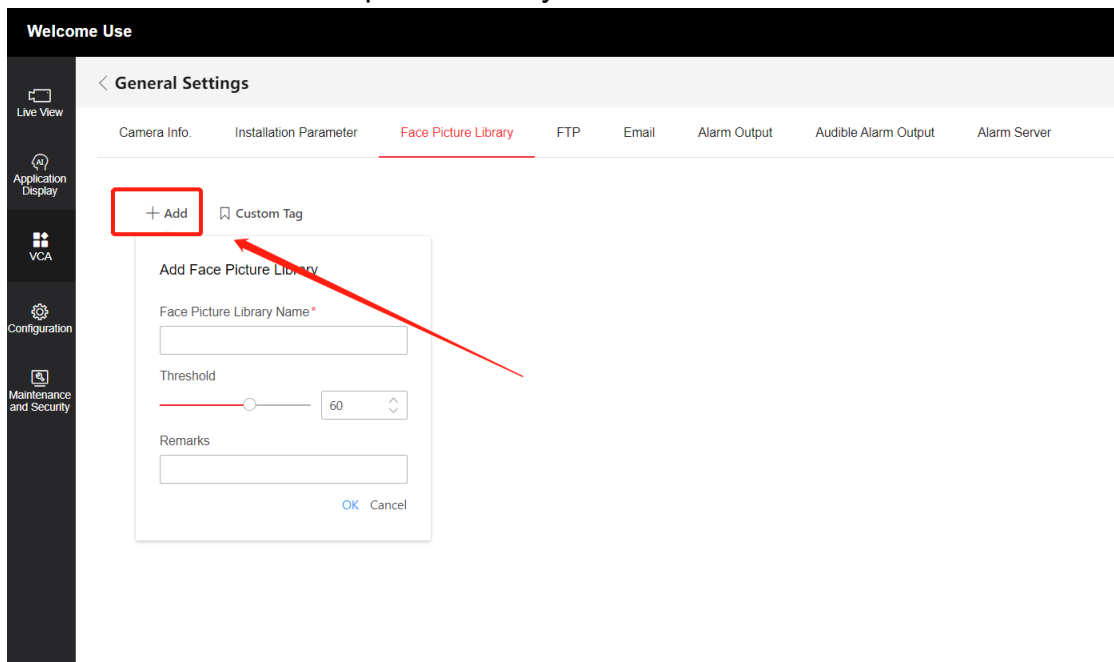 Welcome Use
General Settings
Live View
Camera Info. Installation Parameter Face Picture Library FTP Email Alarm Output Audible Alarm Output Alarm Server
AI
Application
Display
+ Add Custom Tag
VCA
Add Face Picture Library
Face Picture Library Name*
Configuration
Threshold
60
Maintenance
and Security
Remarks
OK Cancel